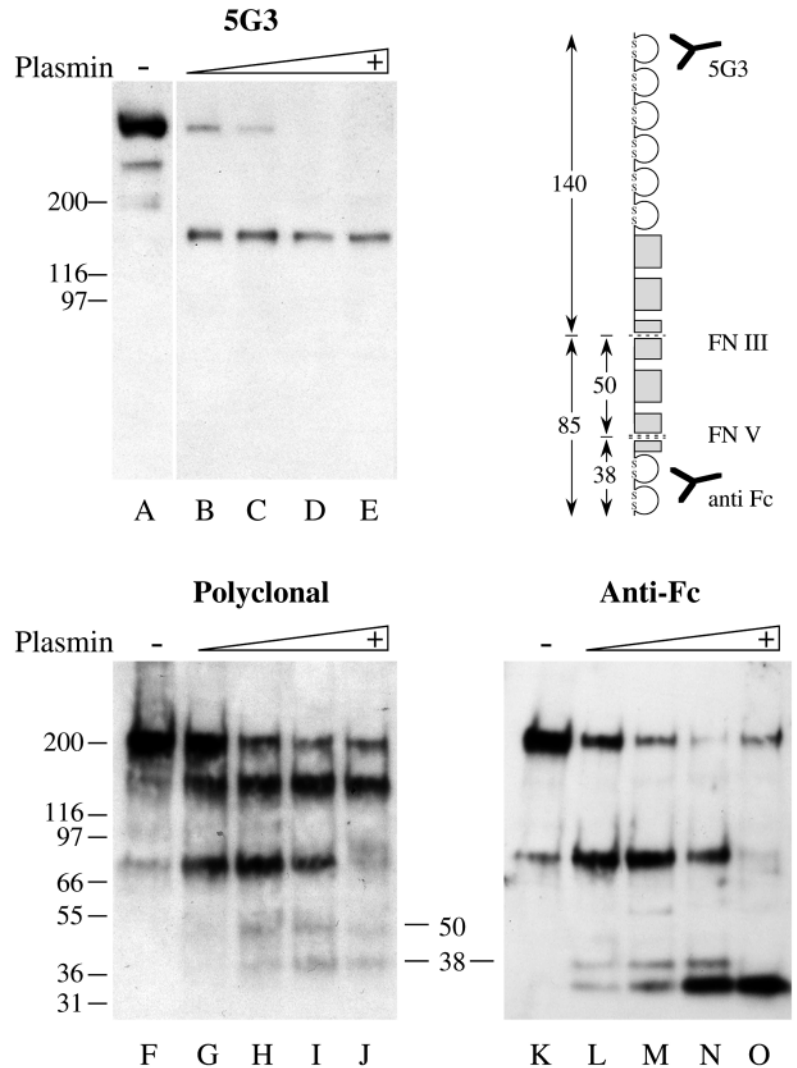 5G3
Plasmin - +
200
116
97
A B C D E
5G3
140
FN III
50
85
FN V
38
anti Fc
s s s s s s s s s s s s s s s s
Polyclonal
Plasmin - +
200
116
97
66
55
36
31
50
38
F G H I J
Anti-Fc
- +
K L M N O